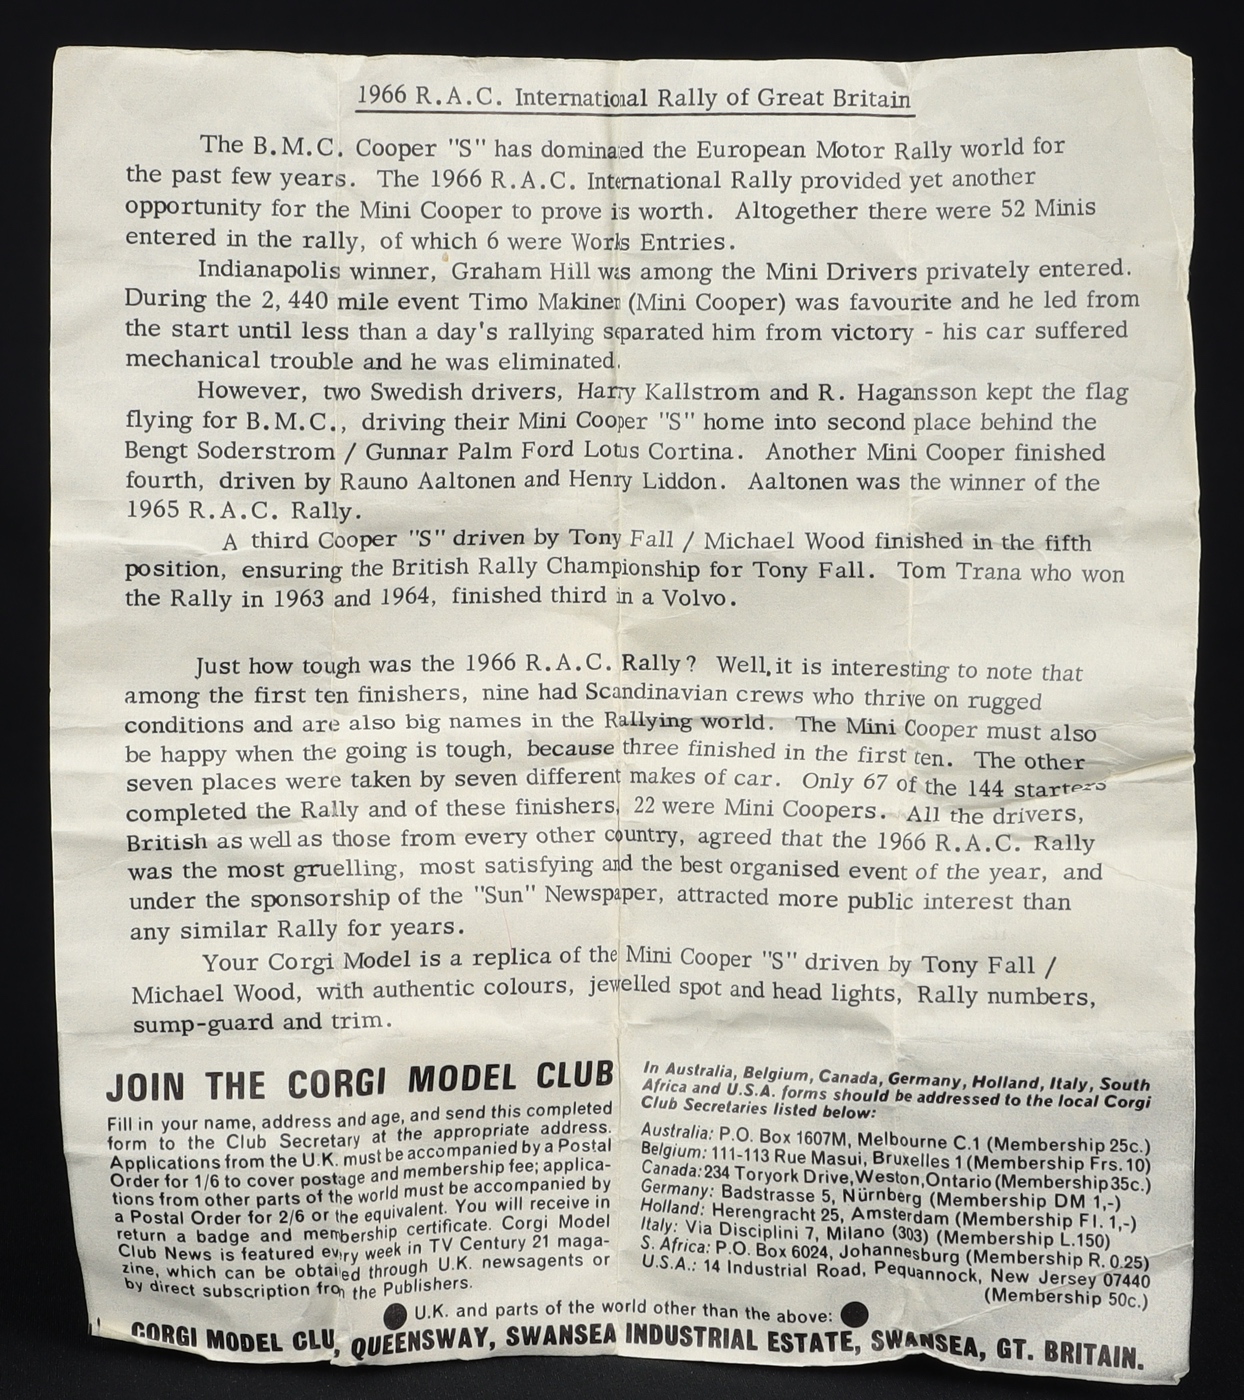 1966 R.A.C. International Rally of Great Britain
The B.M.C. Cooper "S" has dominated the European Motor Rally world for
the past few years. The 1966 R.A.C. International Rally provided yet another
opportunity for the Mini Cooper to prove is worth. Altogether there were 52 Minis
entered in the rally, of which 6 were Works Entries.
Indianapolis winner, Graham Hill was among the Mini Drivers privately entered.
During the 2,440 mile event Timo Makinen (Mini Cooper) was favourite and he led from
the start until less than a day's rallying separated him from victory - his car suffered
mechanical trouble and he was eliminated.
However, two Swedish drivers, Harry Kallstrom and R. Hagansson kept the flag
flying for B.M.C., driving their Mini Cooper "S" home into second place behind the
Bengt Soderstrom / Gunnar Palm Ford Lotus Cortina. Another Mini Cooper finished
fourth, driven by Rauno Aaltonen and Henry Liddon. Aaltonen was the winner of the
1965 R.A.C. Rally.
A third Cooper "S" driven by Tony Fall / Michael Wood finished in the fifth
position, ensuring the British Rally Championship for Tony Fall. Tom Trana who won
the Rally in 1963 and 1964, finished third in a Volvo.
Just how tough was the 1966 R.A.C. Rally? Well, it is interesting to note that
among the first ten finishers, nine had Scandinavian crews who thrive on rugged
conditions and are also big names in the Rallying world. The Mini Cooper must also
be happy when the going is tough, because three finished in the first ten. The other
seven places were taken by seven different makes of car. Only 67 of the 144 starters
completed the Rally and of these finishers, 22 were Mini Coopers. All the drivers,
British as well as those from every other country, agreed that the 1966 R.A.C. Rally
was the most gruelling, most satisfying and the best organised event of the year, and
under the sponsorship of the "Sun" Newspaper, attracted more public interest than
any similar Rally for years.
Your Corgi Model is a replica of the Mini Cooper "S" driven by Tony Fall /
Michael Wood, with authentic colours, jewelled spot and head lights, Rally numbers,
sump-guard and trim.
JOIN THE CORGI MODEL CLUB
Fill in your name, address and age, and send this completed
form to the Club Secretary at the appropriate address.
Applications from the U.K. must be accompanied by a Postal
Order for 1/6 to cover postage and membership fee; applica-
tions from other parts of the world must be accompanied by
a Postal Order for 2/6 or the equivalent. You will receive in
return a badge and membership certificate. Corgi Model
Club News is featured every week in TV Century 21 maga-
zine, which can be obtained through U.K. newsagents or
by direct subscription from the Publishers.
In Australia, Belgium, Canada, Germany, Holland, Italy, South
Africa and U.S.A. forms should be addressed to the local Corgi
Club Secretaries listed below:
Australia: P.O. Box 1607M, Melbourne C.1 (Membership 25c.)
Belgium: 111-113 Rue Masui, Bruxelles 1 (Membership Frs. 10)
Canada: 234 Toryork Drive, Weston, Ontario (Membership 35c.)
Germany: Badstrasse 5, Nürnberg (Membership DM 1,-)
Holland: Herengracht 25, Amsterdam (Membership Fl. 1,-)
Italy: Via Disciplini 7, Milano (303) (Membership L.150)
S. Africa: P.O. Box 6024, Johannesburg (Membership R. 0.25)
U.S.A.: 14 Industrial Road, Pequannock, New Jersey 07440
(Membership 50c.)
U.K. and parts of the world other than the above:
CORGI MODEL CLU, QUEENSWAY, SWANSEA INDUSTRIAL ESTATE, SWANSEA, GT. BRITAIN.